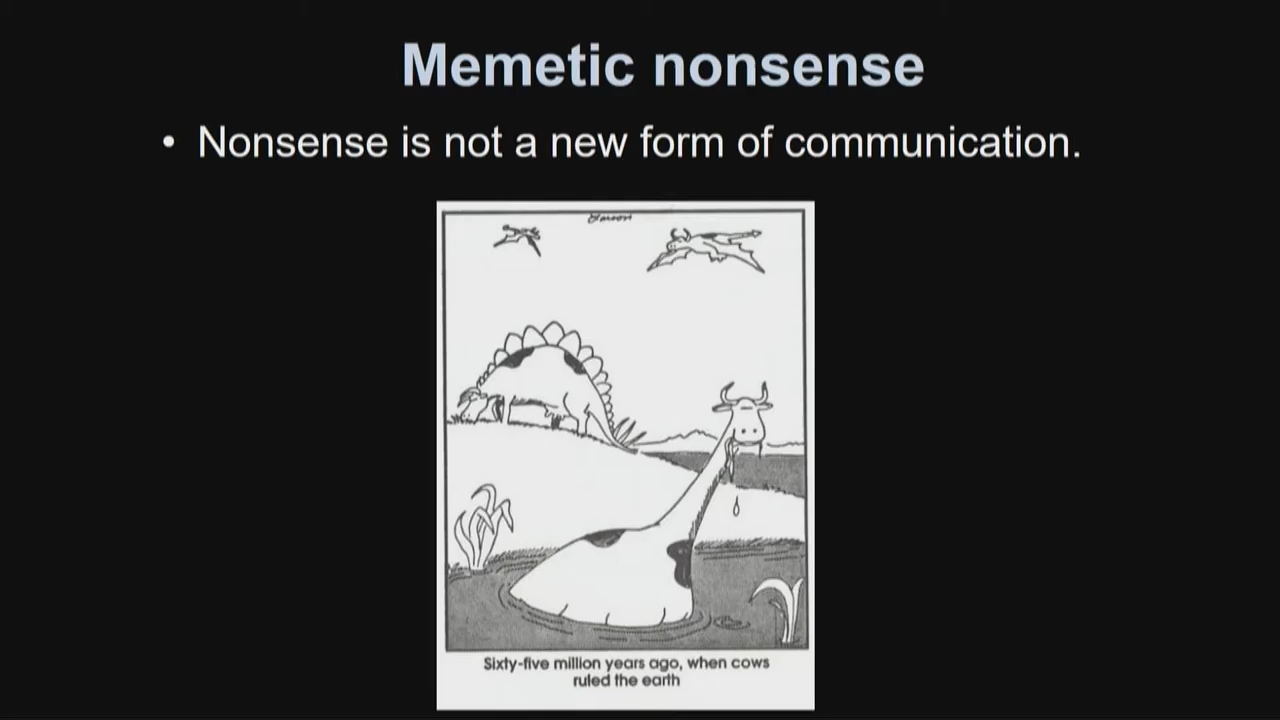 Memetic nonsense
• Nonsense is not a new form of communication.
Larson
Sixty-five million years ago, when cows
ruled the earth